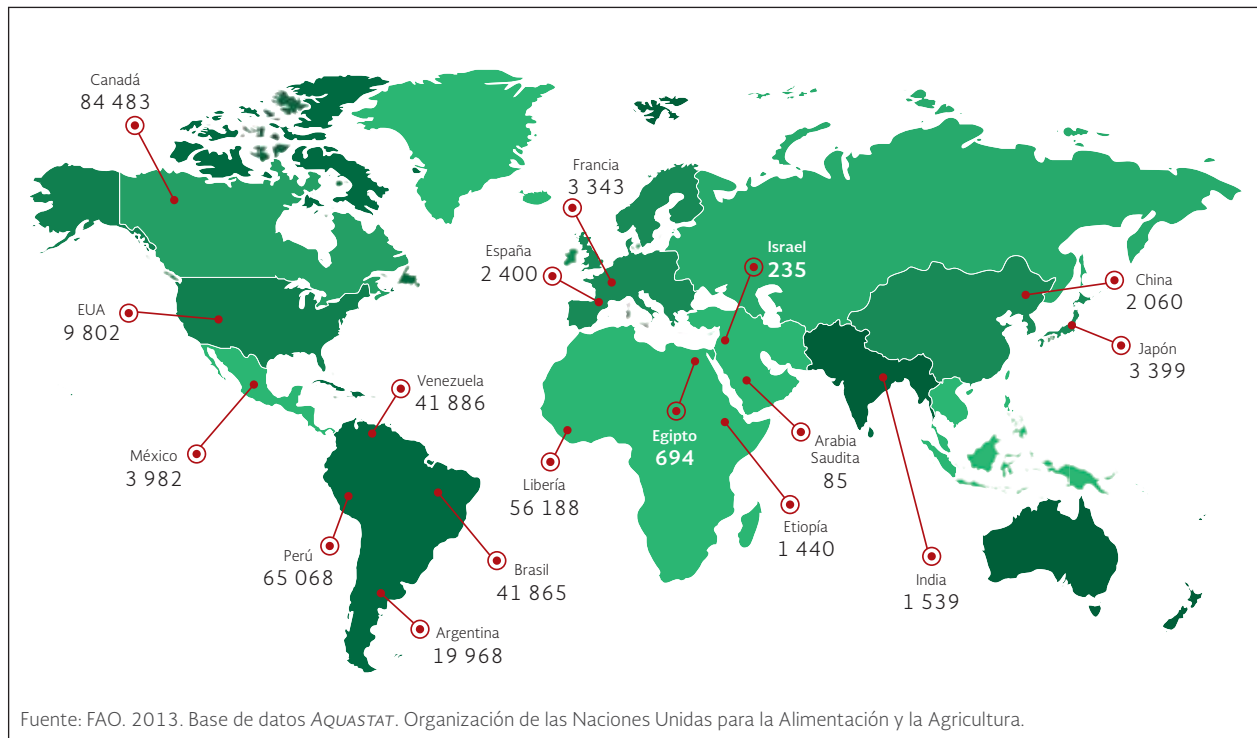 Canadá
84 483
Francia
3 343
España
2 400
Israel
235
China
2 060
EUA
9 802
Japón
3 399
Venezuela
41 886
México
3 982
Libería
56 188
Egipto
694
Arabia
Saudita
85
Etiopía
1 440
Perú
65 068
Brasil
41 865
India
1 539
Argentina
19 968
Fuente: FAO. 2013. Base de datos AQUASTAT. Organización de las Naciones Unidas para la Alimentación y la Agricultura.